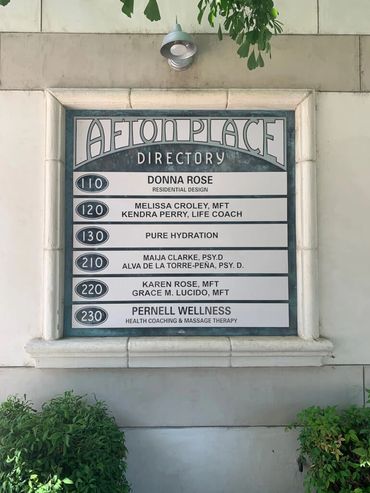 AFTON PLACE
DIRECTORY
110 DONNA ROSE
RESIDENTIAL DESIGN
120 MELISSA CROLEY, MFT
KENDRA PERRY, LIFE COACH
130 PURE HYDRATION
210 MAIJA CLARKE, PSY.D
ALVA DE LA TORRE-PEÑA, PSY. D.
220 KAREN ROSE, MFT
GRACE M. LUCIDO, MFT
230 PERNELL WELLNESS
HEALTH COACHING & MASSAGE THERAPY